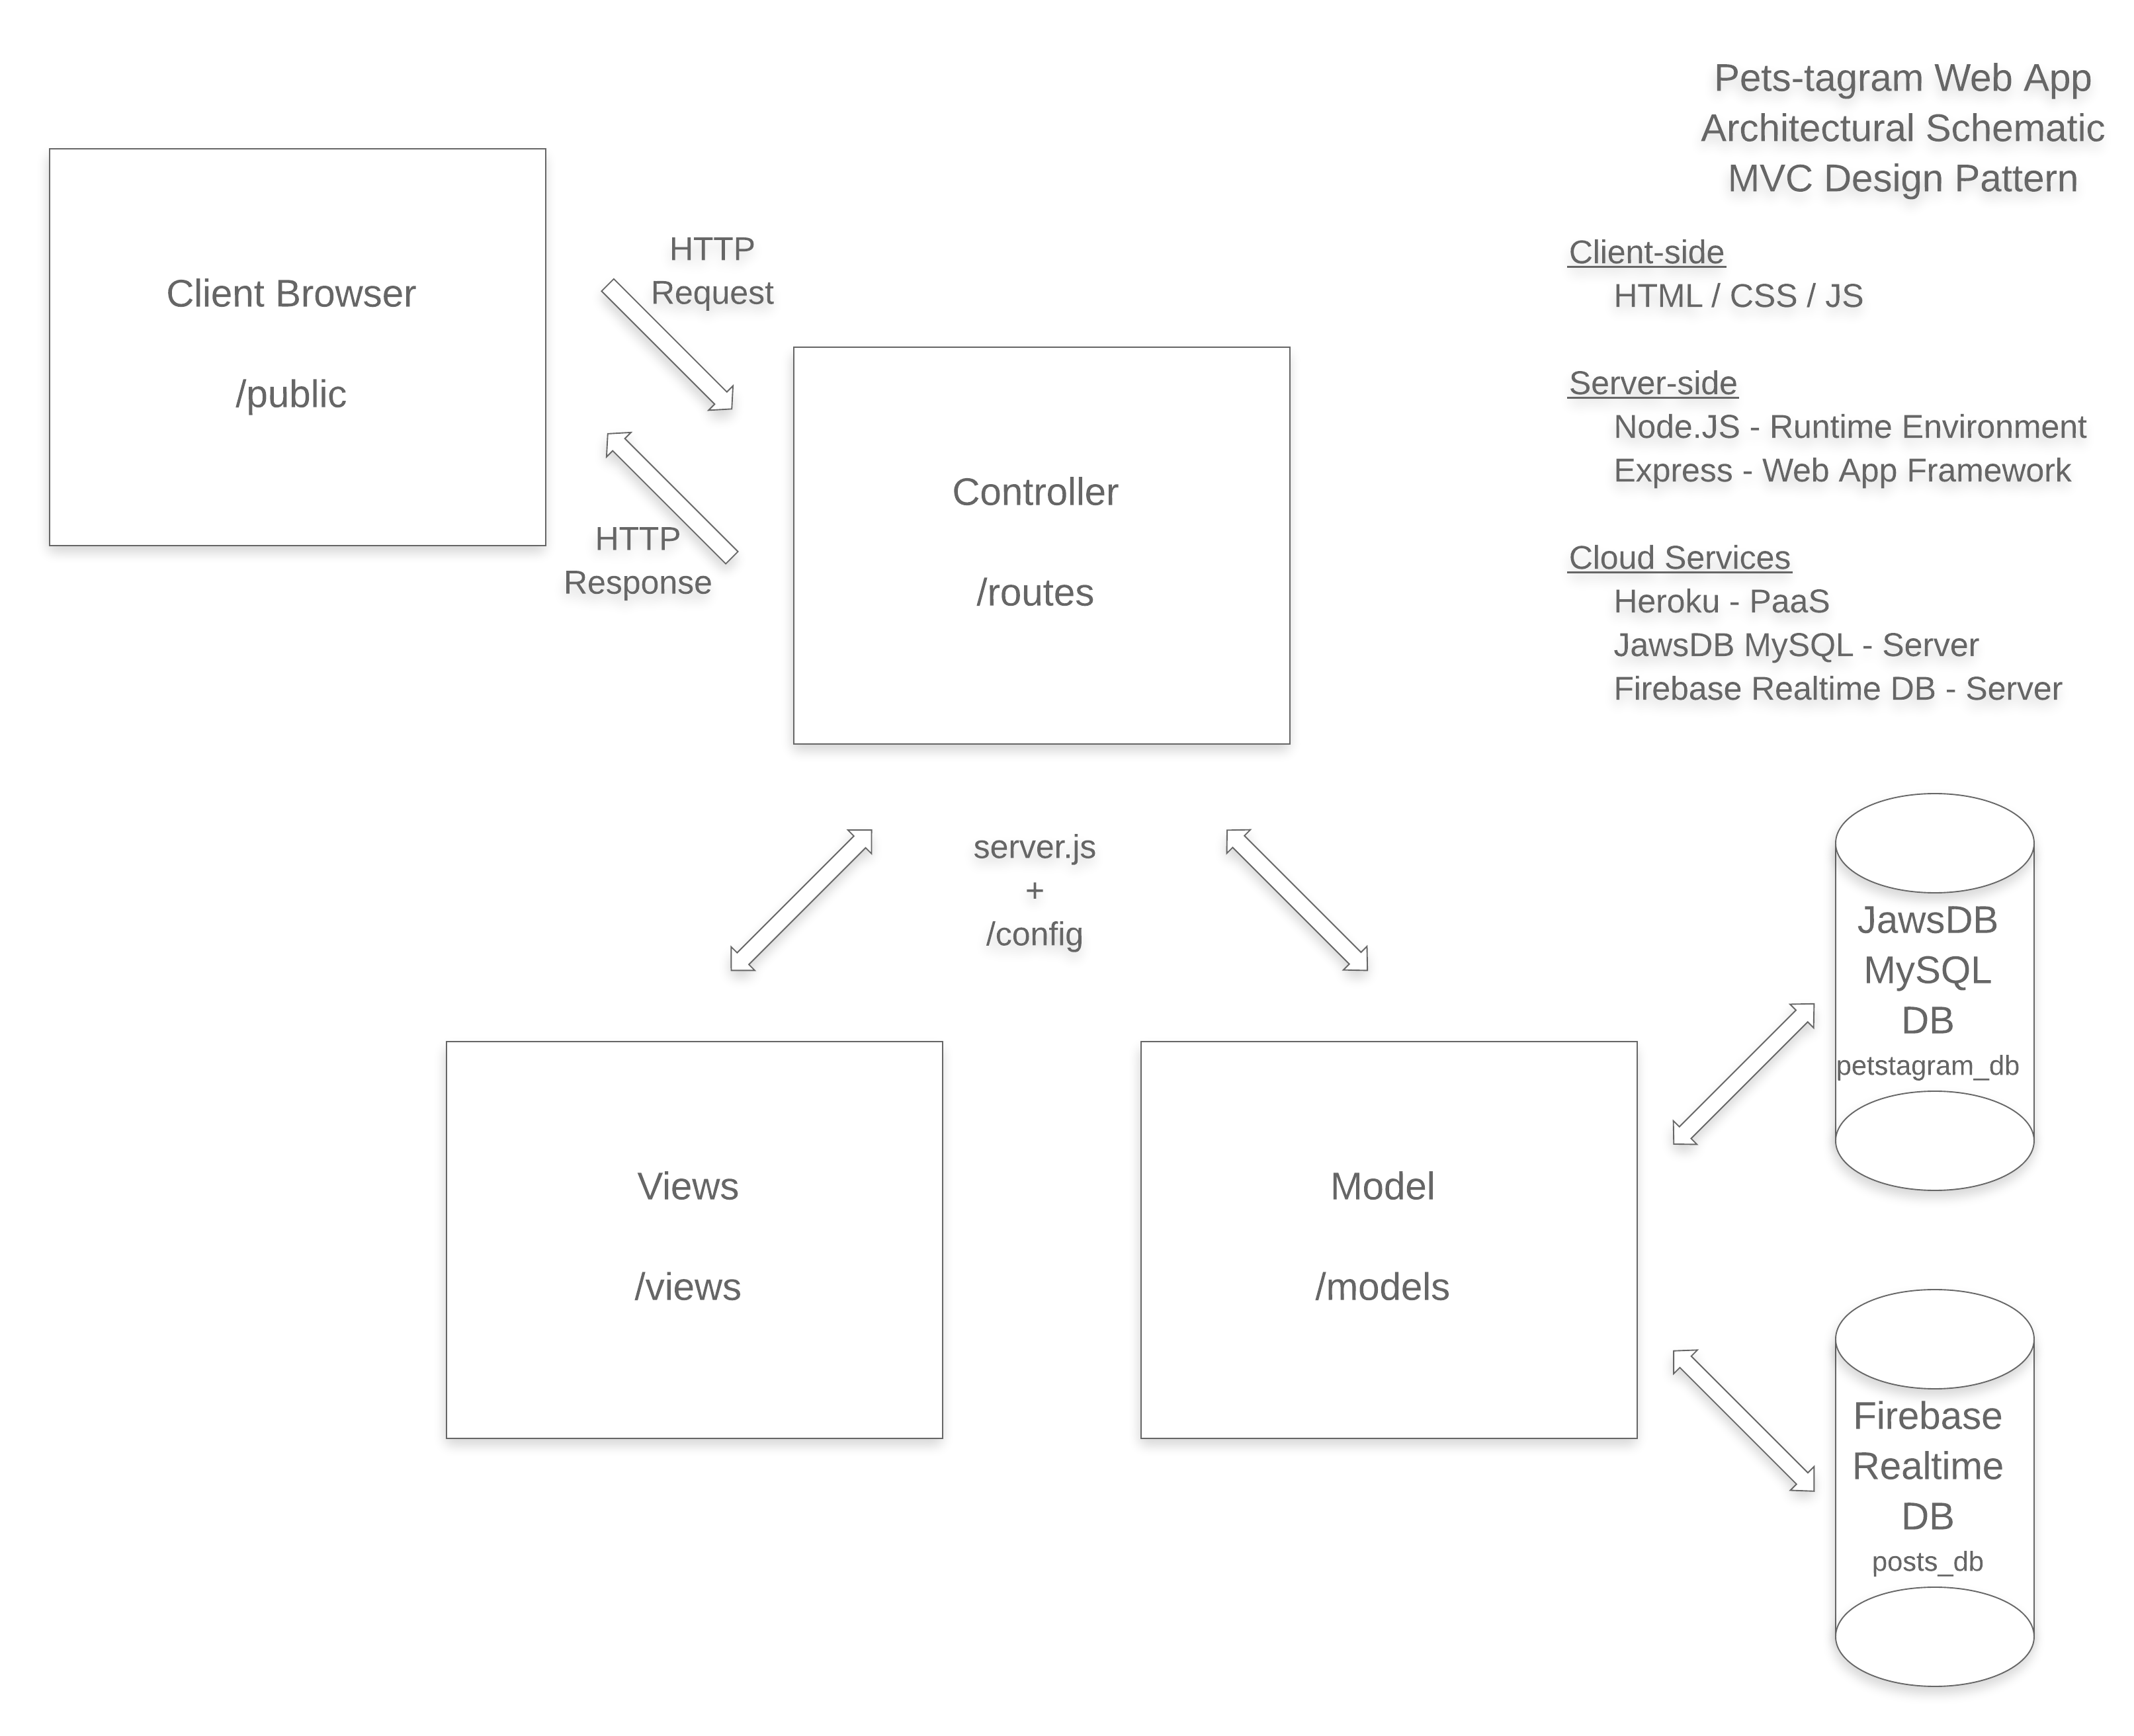 Pets-tagram Web App
Architectural Schematic
MVC Design Pattern
Client Browser
/public
HTTP
Request
HTTP
Response
Controller
/routes
Client-side
HTML / CSS / JS
Server-side
Node.JS - Runtime Environment
Express - Web App Framework
Cloud Services
Heroku - PaaS
JawsDB MySQL - Server
Firebase Realtime DB - Server
server.js
+
/config
Views
/views
Model
/models
JawsDB
MySQL
DB
petstagram_db
Firebase
Realtime
DB
posts_db